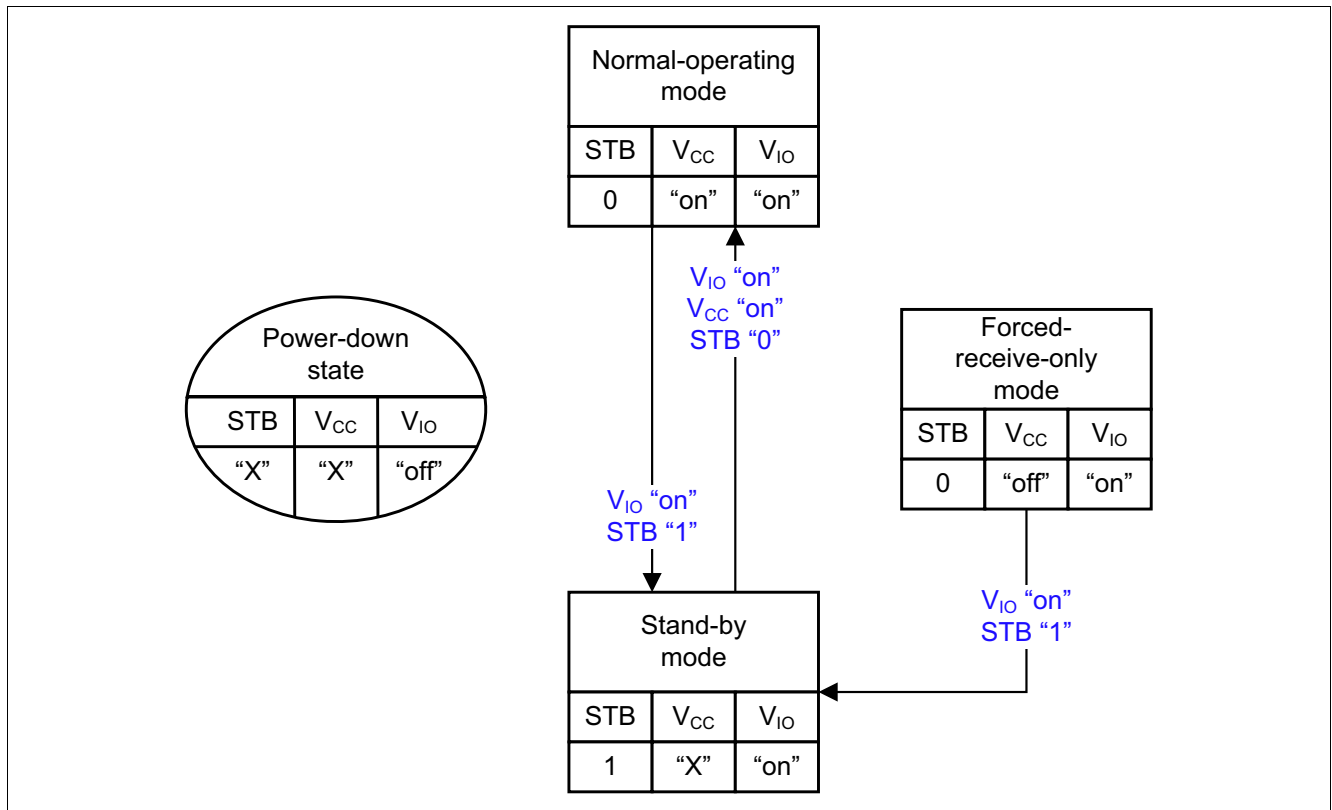 Normal-operating
mode
STB VCC VIO
0 “on” “on”
VIO “on”
VCC “on”
STB “0”
Power-down
state
STB VCC VIO
“X” “X” “off”
Forced-
receive-only
mode
STB VCC VIO
0 “off” “on”
VIO “on”
STB “1”
VIO “on”
STB “1”
Stand-by
mode
STB VCC VIO
1 “X” “on”